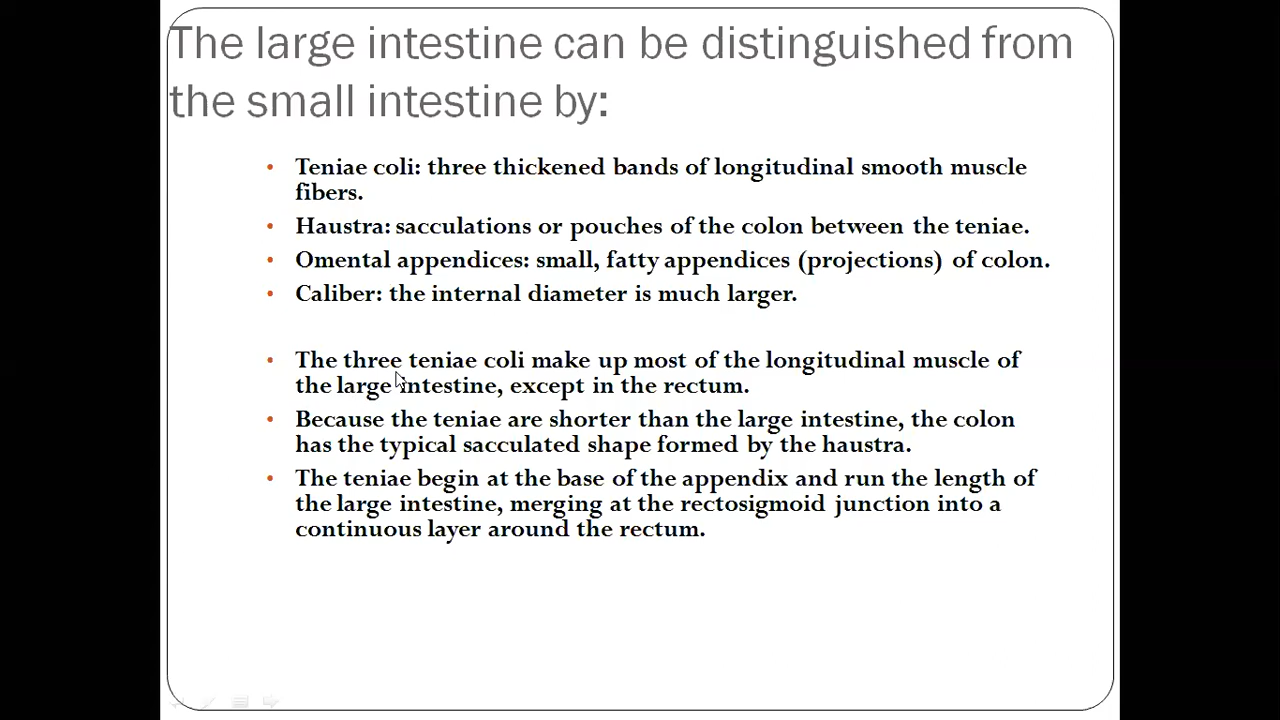 The large intestine can be distinguished from
the small intestine by:
• Teniae coli: three thickened bands of longitudinal smooth muscle
fibers.
• Haustra: sacculations or pouches of the colon between the teniae.
• Omental appendices: small, fatty appendices (projections) of colon.
• Caliber: the internal diameter is much larger.
• The three teniae coli make up most of the longitudinal muscle of
the large intestine, except in the rectum.
• Because the teniae are shorter than the large intestine, the colon
has the typical sacculated shape formed by the haustra.
• The teniae begin at the base of the appendix and run the length of
the large intestine, merging at the rectosigmoid junction into a
continuous layer around the rectum.